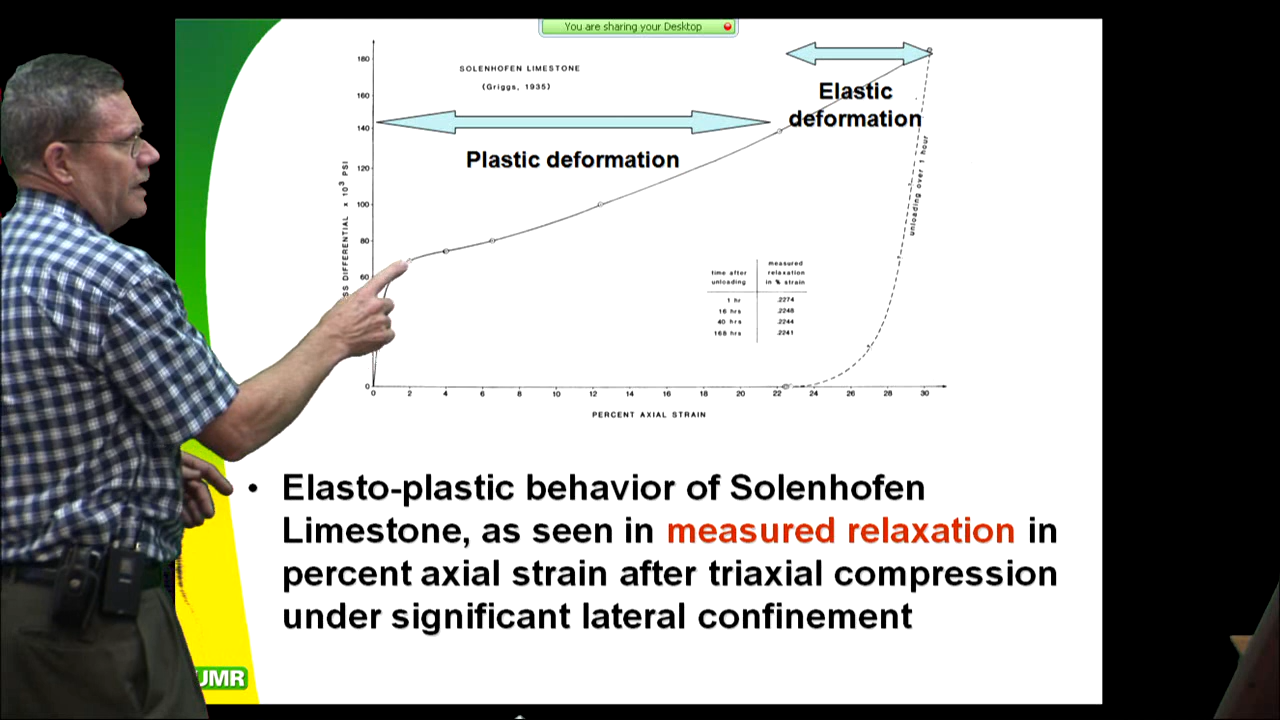 You are sharing your Desktop
SOLENHOFEN LIMESTONE
(Griggs, 1935)
Elastic
deformation
Plastic deformation
SS DIFFERENTIAL x 10³ PSI
180
160
140
120
100
80
60
0
unloading over 1 hour
time after unloading
measured relaxation in % strain
1 hr .2274
16 hrs .2248
40 hrs .2244
168 hrs .2241
0 2 4 6 8 10 12 14 16 18 20 22 24 26 28 30
PERCENT AXIAL STRAIN
• Elasto-plastic behavior of Solenhofen
Limestone, as seen in measured relaxation in
percent axial strain after triaxial compression
under significant lateral confinement
UMR